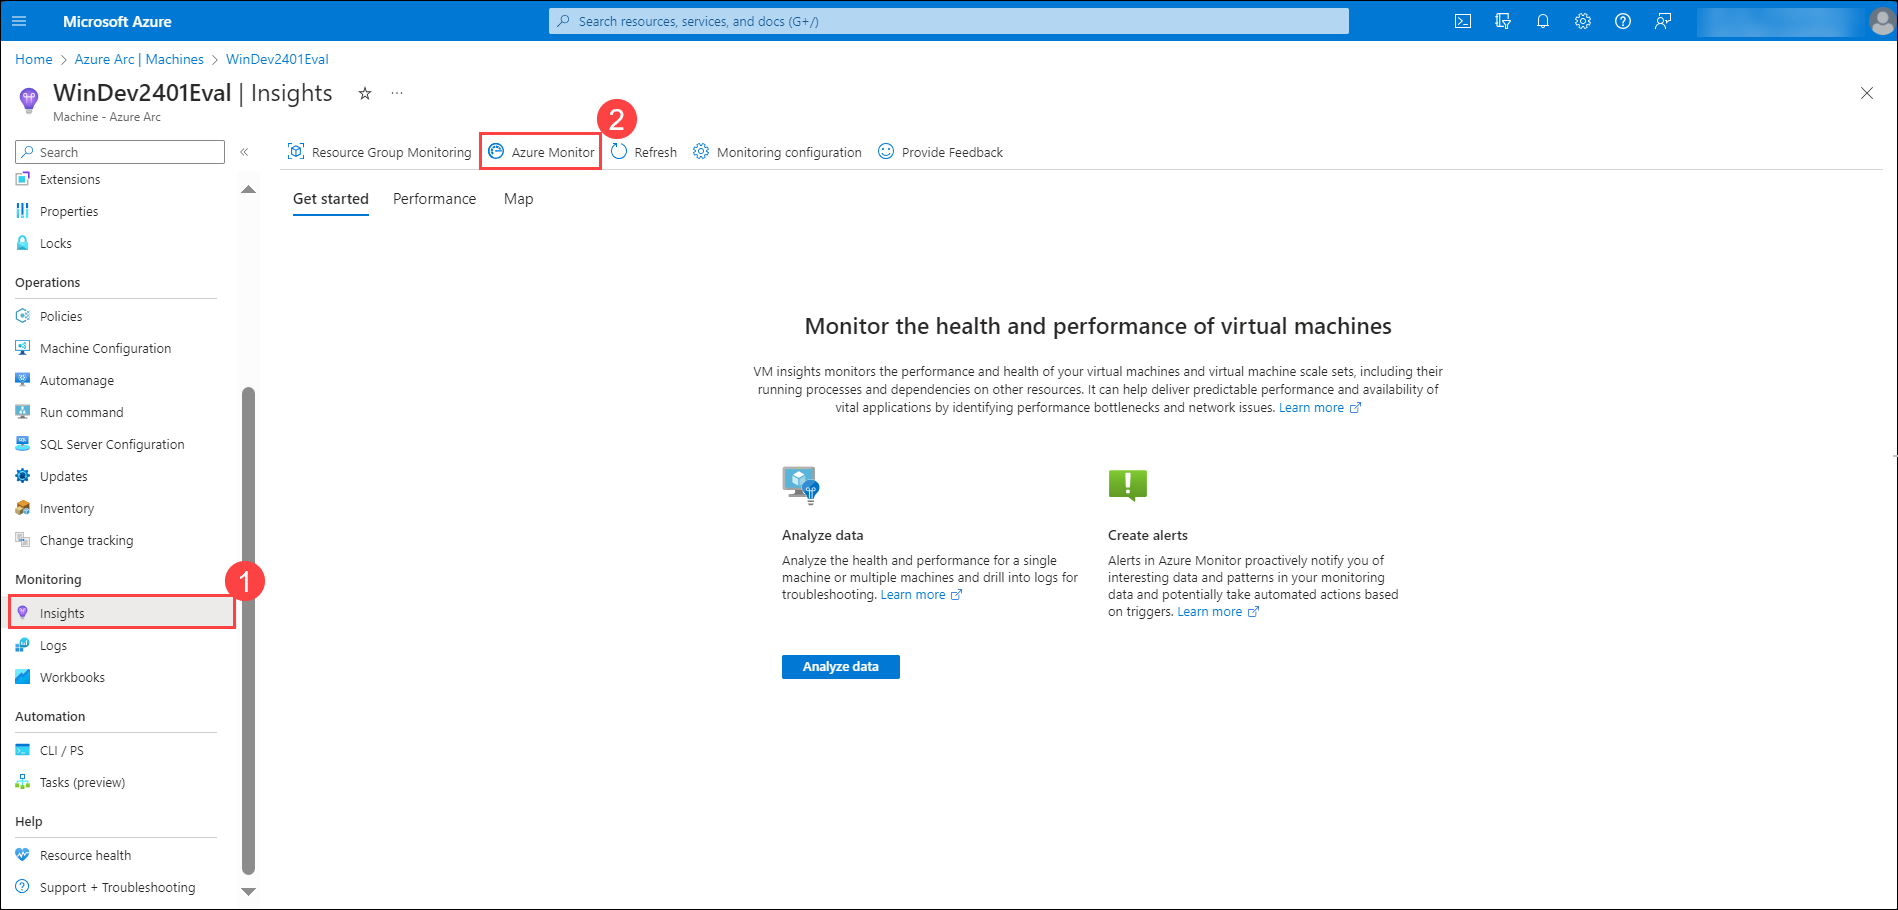 Microsoft Azure
Search resources, services, and docs (G+/)
Home > Azure Arc | Machines > WinDev2401Eval
WinDev2401Eval | Insights
Machine - Azure Arc
Search
Extensions
Properties
Locks
Operations
Policies
Machine Configuration
Automanage
Run command
SQL Server Configuration
Updates
Inventory
Change tracking
Monitoring
1
Insights
Logs
Workbooks
Automation
CLI / PS
Tasks (preview)
Help
Resource health
Support + Troubleshooting
2
Resource Group Monitoring
Azure Monitor
Refresh
Monitoring configuration
Provide Feedback
Get started
Performance
Map
Monitor the health and performance of virtual machines
VM insights monitors the performance and health of your virtual machines and virtual machine scale sets, including their
running processes and dependencies on other resources. It can help deliver predictable performance and availability of
vital applications by identifying performance bottlenecks and network issues. Learn more
Analyze data
Analyze the health and performance for a single
machine or multiple machines and drill into logs for
troubleshooting. Learn more
Analyze data
Create alerts
Alerts in Azure Monitor proactively notify you of
interesting data and patterns in your monitoring
data and potentially take automated actions based
on triggers. Learn more